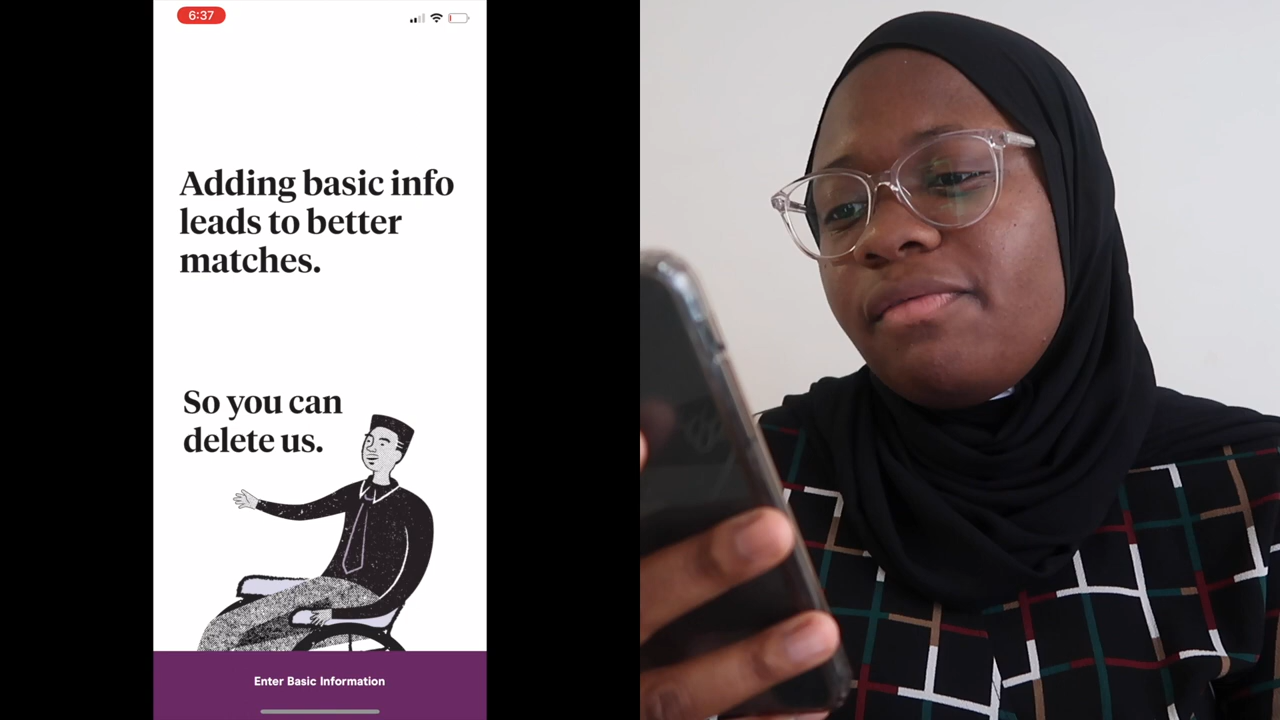 6:37
Adding basic info
leads to better
matches.
So you can
delete us.
Enter Basic Information